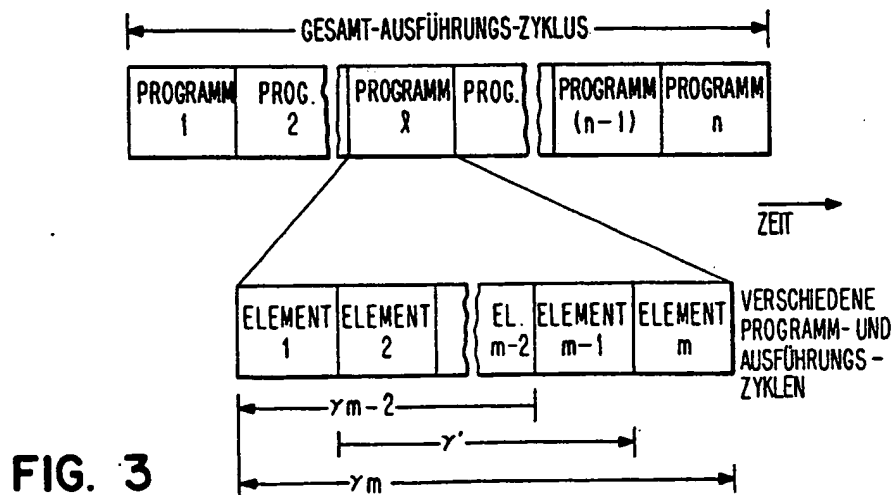 GESAMT-AUSFÜHRUNGS-ZYKLUS
PROGRAMM 1
PROG. 2
PROGRAMM ℓ
PROG.
PROGRAMM (n-1)
PROGRAMM n
ZEIT
ELEMENT 1
ELEMENT 2
EL. m-2
ELEMENT m-1
ELEMENT m
VERSCHIEDENE
PROGRAMM- UND
AUSFÜHRUNGS-
ZYKLEN
γm-2
γ'
γm
FIG. 3